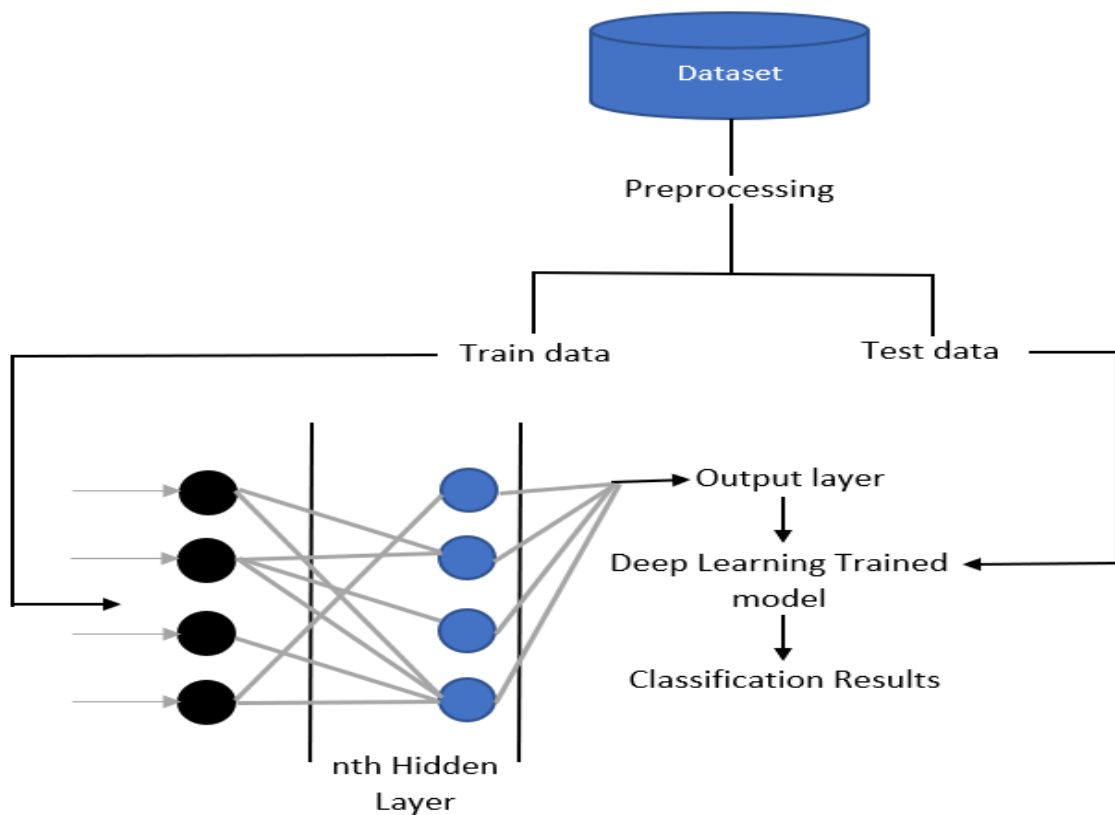 Dataset
Preprocessing
Train data
Test data
Output layer
Deep Learning Trained
model
Classification Results
nth Hidden
Layer